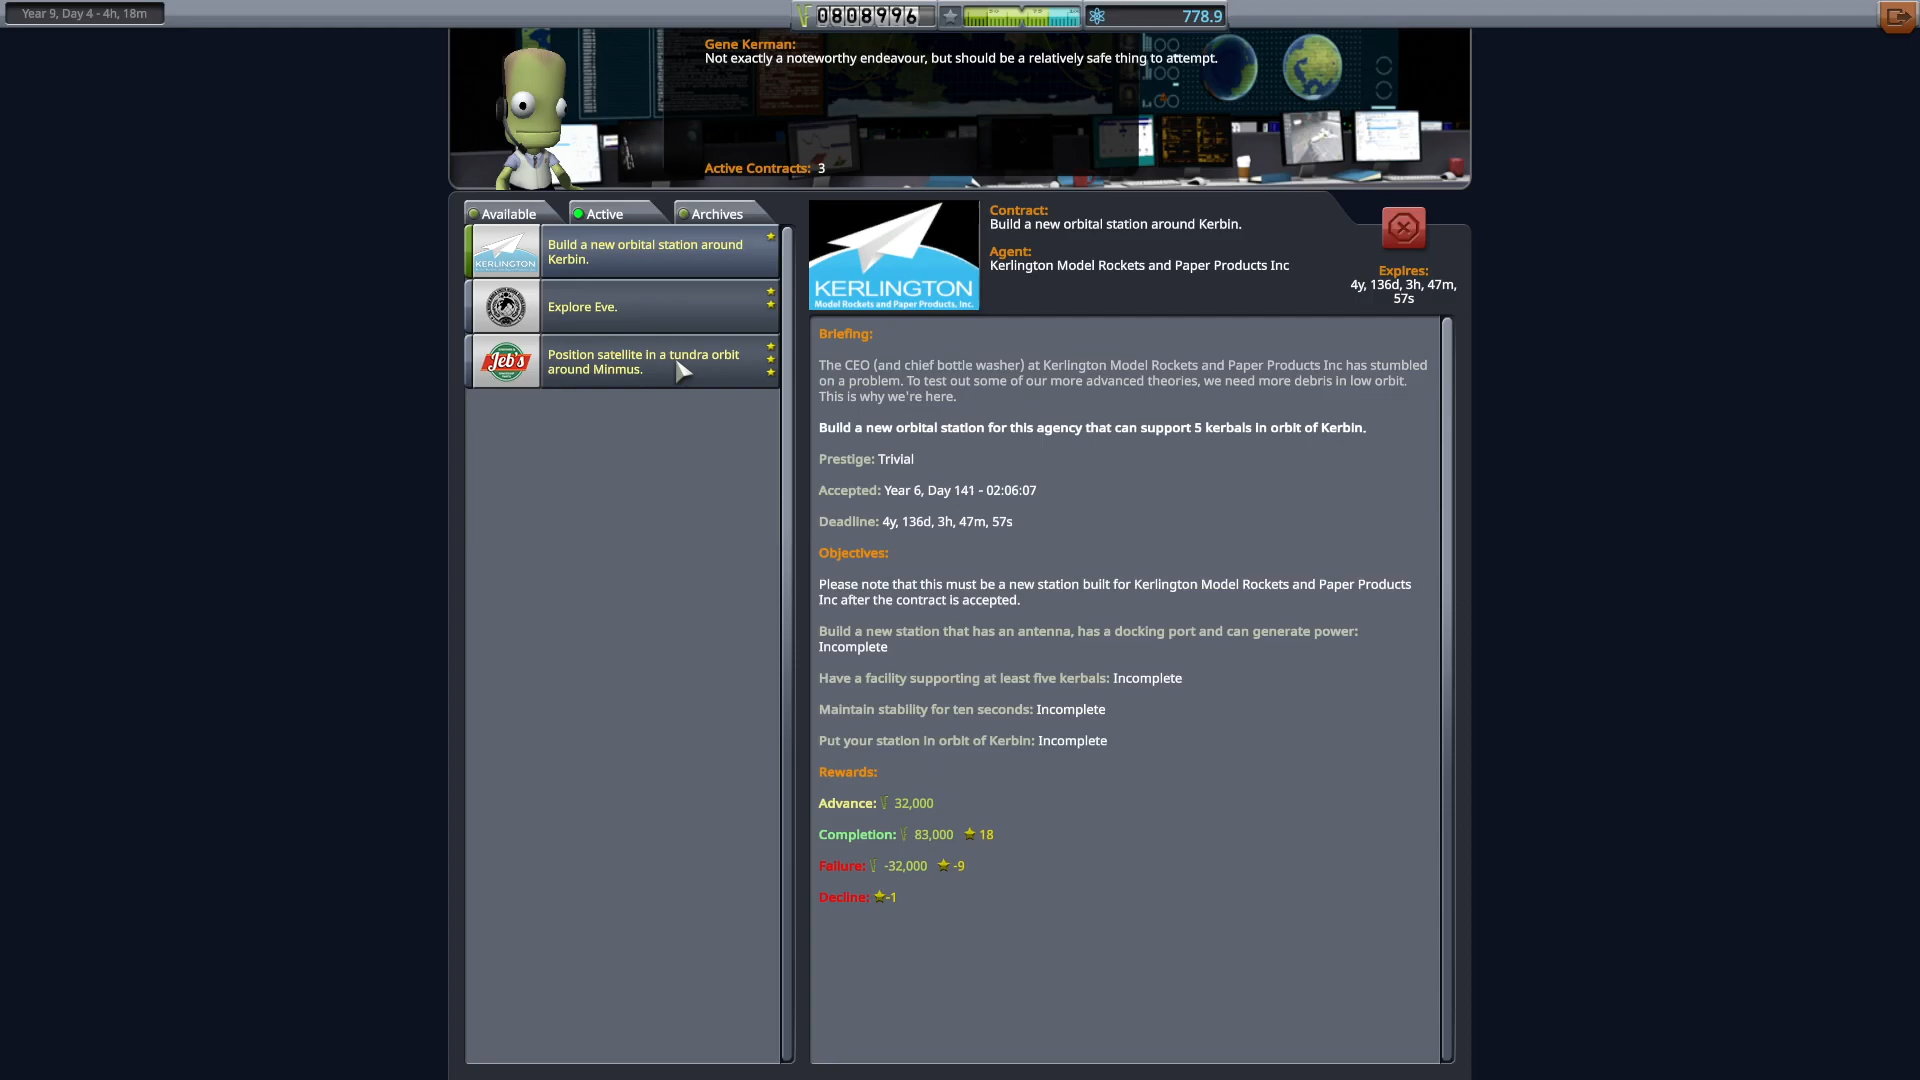 Year 9, Day 4 - 4h, 18m
0808996
778.9
Gene Kerman:
Not exactly a noteworthy endeavour, but should be a relatively safe thing to attempt.
Active Contracts: 3
Available
Active
Archives
KERLINGTON
Build a new orbital station around
Kerbin.
Explore Eve.
Jeb's
Position satellite in a tundra orbit
around Minmus.
KERLINGTON
Model Rockets and Paper Products, Inc.
Contract:
Build a new orbital station around Kerbin.
Agent:
Kerlington Model Rockets and Paper Products Inc
Expires:
4y, 136d, 3h, 47m,
57s
Briefing:
The CEO (and chief bottle washer) at Kerlington Model Rockets and Paper Products Inc has stumbled
on a problem. To test out some of our more advanced theories, we need more debris in low orbit.
This is why we're here.
Build a new orbital station for this agency that can support 5 kerbals in orbit of Kerbin.
Prestige: Trivial
Accepted: Year 6, Day 141 - 02:06:07
Deadline: 4y, 136d, 3h, 47m, 57s
Objectives:
Please note that this must be a new station built for Kerlington Model Rockets and Paper Products
Inc after the contract is accepted.
Build a new station that has an antenna, has a docking port and can generate power:
Incomplete
Have a facility supporting at least five kerbals: Incomplete
Maintain stability for ten seconds: Incomplete
Put your station in orbit of Kerbin: Incomplete
Rewards:
Advance: 32,000
Completion: 83,000 18
Failure: -32,000 -9
Decline: -1